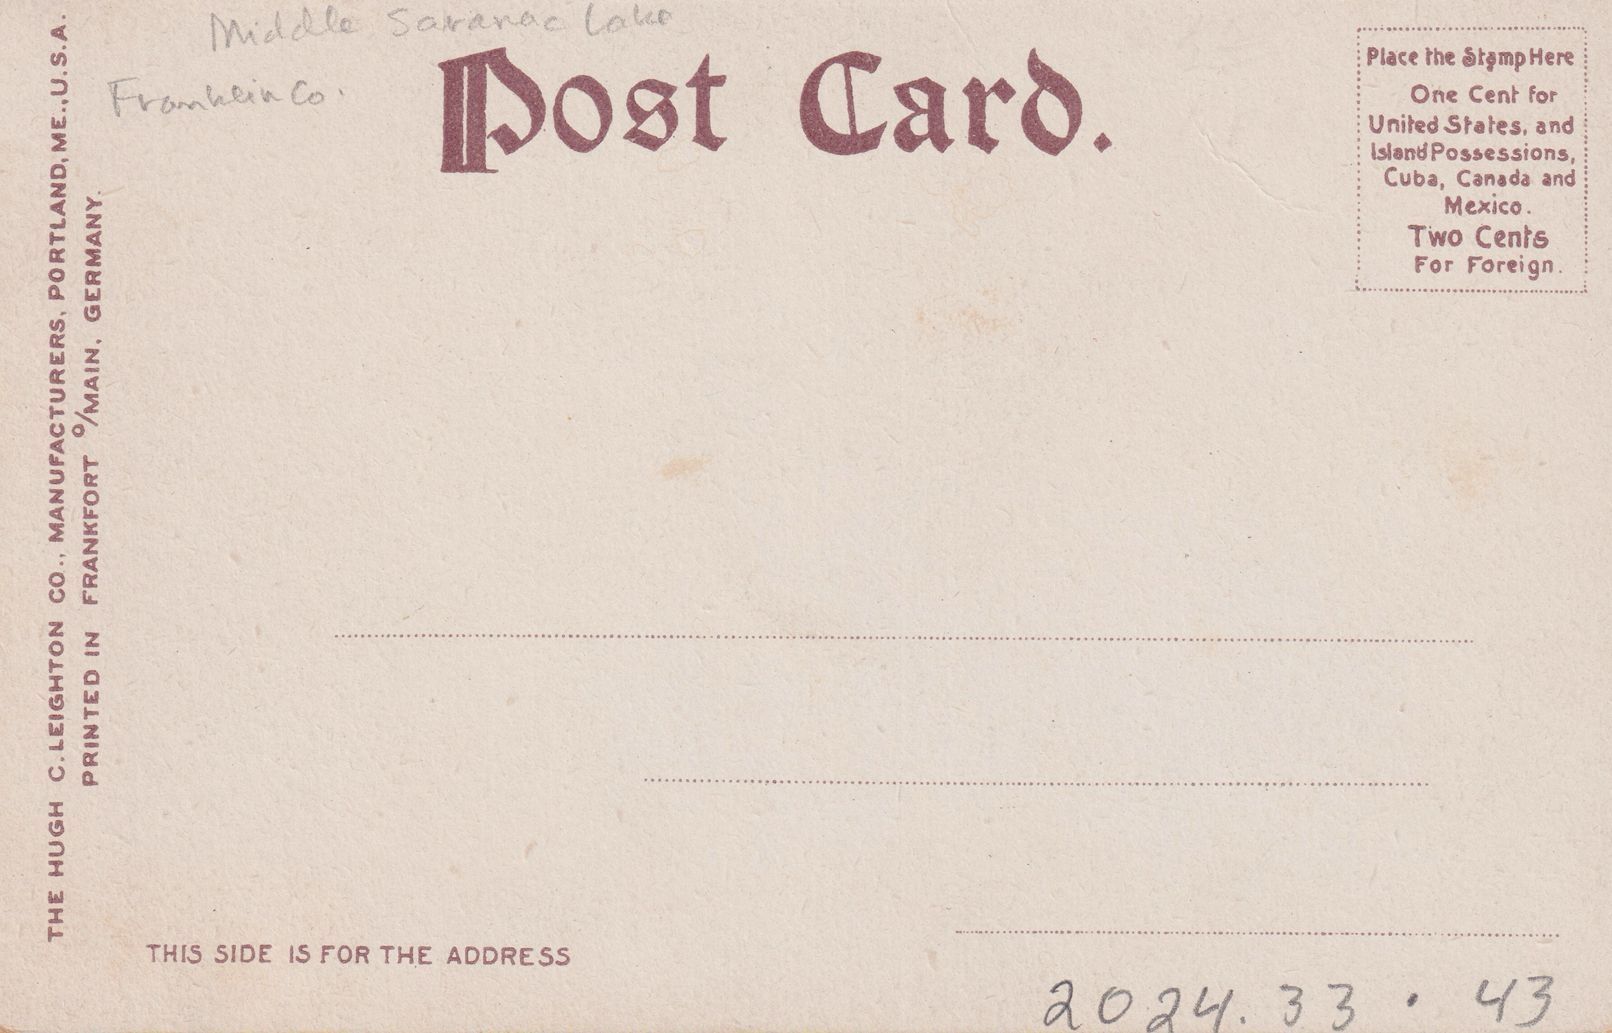 Middle Saranac Lake
Franklin Co.
Post Card.
Place the Stamp Here
One Cent for
United States, and
Island Possessions,
Cuba, Canada and
Mexico.
Two Cents
For Foreign.
THE HUGH C. LEIGHTON CO., MANUFACTURERS, PORTLAND, ME., U.S.A.
PRINTED IN FRANKFORT o/MAIN, GERMANY.
THIS SIDE IS FOR THE ADDRESS
2024.33.43